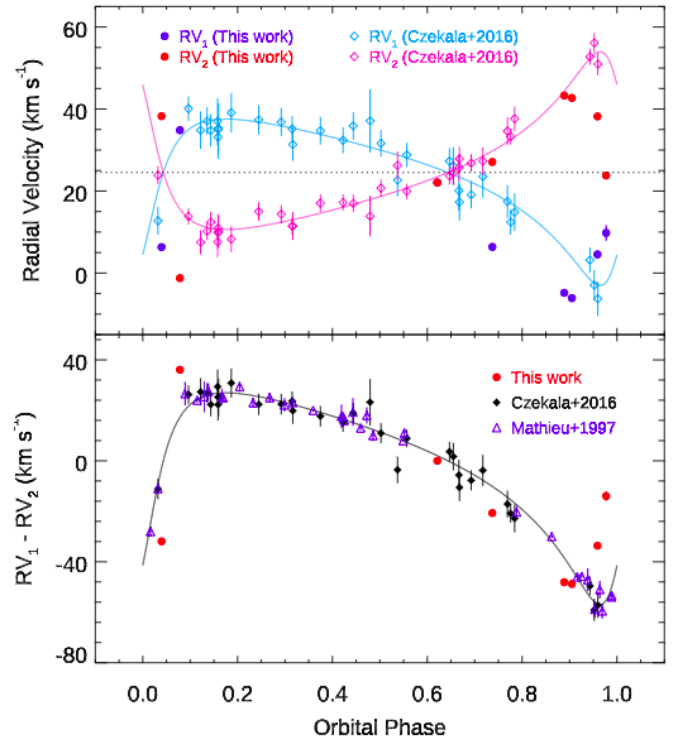 60
40
20
0
Radial Velocity (km s⁻¹)
RV₁ (This work)
RV₂ (This work)
RV₁ (Czekala+2016)
RV₂ (Czekala+2016)
40
0
-40
-80
RV₁ - RV₂ (km s⁻¹)
This work
Czekala+2016
Mathieu+1997
0.0 0.2 0.4 0.6 0.8 1.0
Orbital Phase